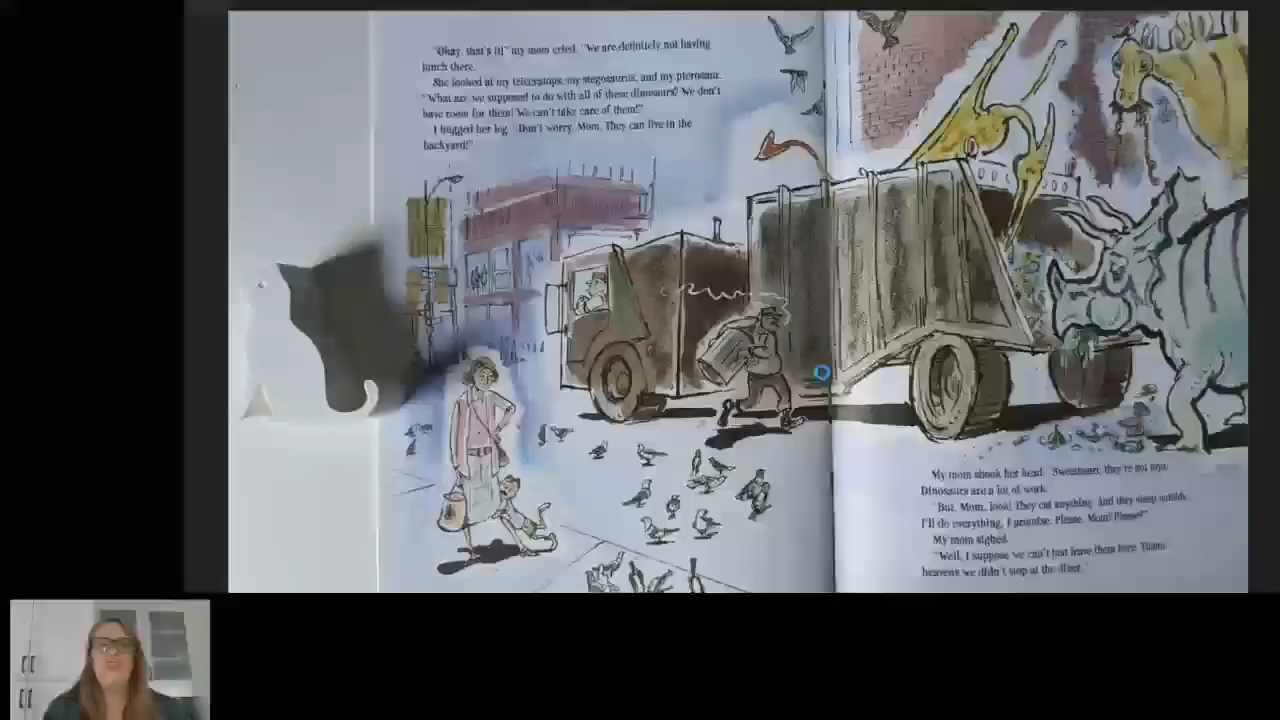 "Okay, that's it!" my mom cried. "We are definitely not having
lunch there.
She looked at my triceratops, my stegosaurus, and my pterosaur.
"What are we supposed to do with all of these dinosaurs? We don't
have room for them! We can't take care of them!"
I hugged her leg. "Don't worry, Mom. They can live in the
backyard!"
My mom shook her head. "Sweetheart, they're not toys.
Dinosaurs are a lot of work."
"But, Mom, look! They eat anything. And they sleep outside.
I'll do everything, I promise. Please, Mom? Please?"
My mom sighed.
"Well, I suppose we can't just leave them here. Thank
heavens we didn't stop at the diner."